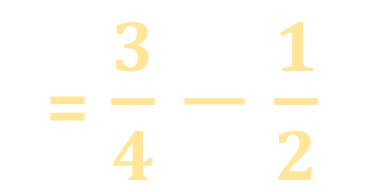 = 3/4 − 1/2